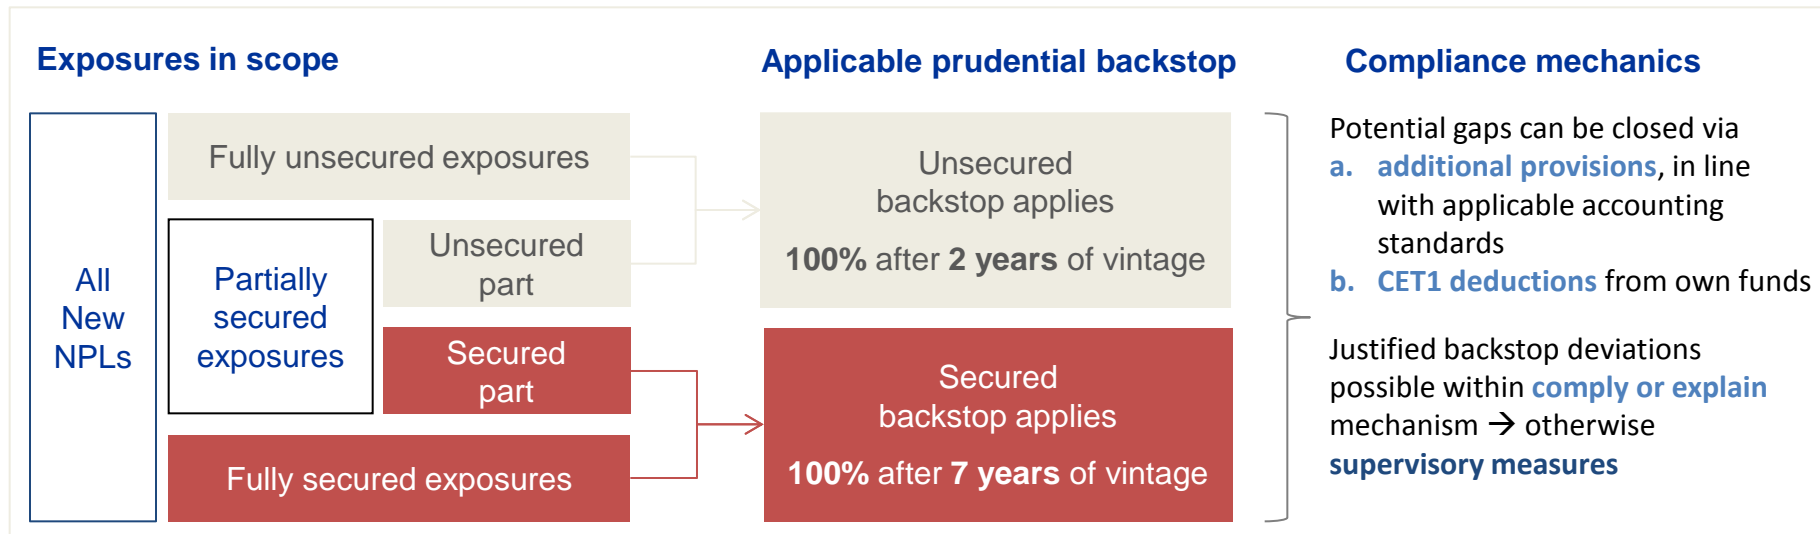 Exposures in scope
Applicable prudential backstop
Compliance mechanics
All
New
NPLs
Fully unsecured exposures
Partially
secured
exposures
Unsecured
part
Secured
part
Fully secured exposures
Unsecured
backstop applies
100% after 2 years of vintage
Secured
backstop applies
100% after 7 years of vintage
Potential gaps can be closed via
a. additional provisions, in line
with applicable accounting
standards
b. CET1 deductions from own funds
Justified backstop deviations
possible within comply or explain
mechanism → otherwise
supervisory measures